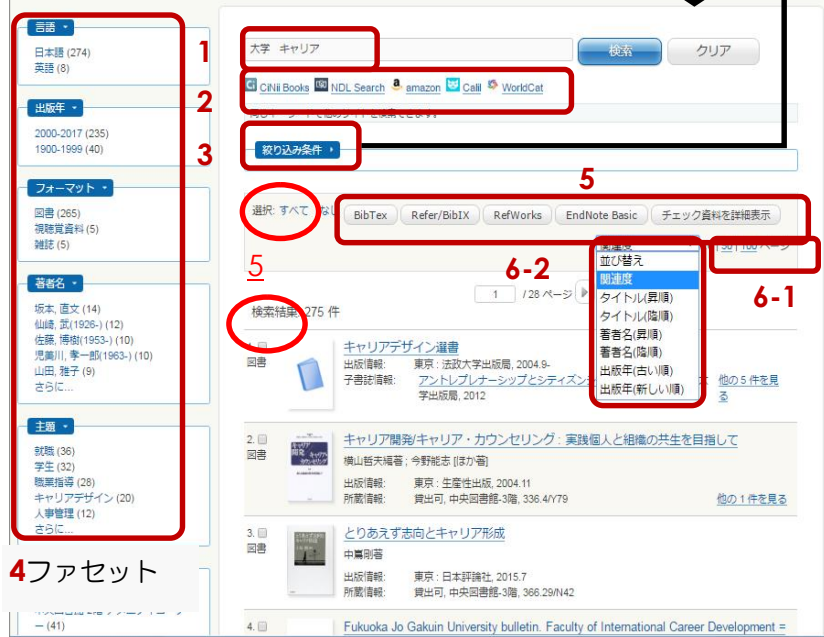 言語
日本語 (274)
英語 (8)
出版年
2000-2017 (235)
1900-1999 (40)
フォーマット
図書 (265)
視聴覚資料 (5)
雑誌 (5)
著者名
坂本, 直文 (14)
仙﨑, 武(1926-) (12)
佐藤, 博樹(1953-) (10)
児美川, 孝一郎(1963-) (10)
山田, 雅子 (9)
さらに...
主題
就職 (36)
学生 (32)
職業指導 (28)
キャリアデザイン (20)
人事管理 (12)
さらに...
4ファセット
ー (41)
1
大学 キャリア
検索
クリア
2
CiNii Books NDL Search amazon Calil WorldCat
3
絞り込み条件
5
選択: すべて なし
BibTex Refer/BibIX RefWorks EndNote Basic チェック資料を詳細表示
関連度
50 | 100 ページ
並び替え
関連度
タイトル(昇順)
タイトル(降順)
著者名(昇順)
著者名(降順)
出版年(古い順)
出版年(新しい順)
6-2
6-1
5
1 / 28 ページ
検索結果 275 件
1.
図書
キャリアデザイン選書
出版情報: 東京 : 法政大学出版局, 2004.9-
子書誌情報: アントレプレナーシップとシティズン
学出版局, 2012
他の 5 件を見る
2.
図書
キャリア開発/キャリア・カウンセリング : 実践個人と組織の共生を目指して
横山哲夫編著 ; 今野能志 [ほか著]
出版情報: 東京 : 生産性出版, 2004.11
所蔵情報: 貸出可, 中央図書館-3階, 336.4/Y79
他の 1 件を見る
3.
図書
とりあえず志向とキャリア形成
中嶌剛著
出版情報: 東京 : 日本評論社, 2015.7
所蔵情報: 貸出可, 中央図書館-3階, 366.29/N42
4.
Fukuoka Jo Gakuin University bulletin. Faculty of International Career Development =